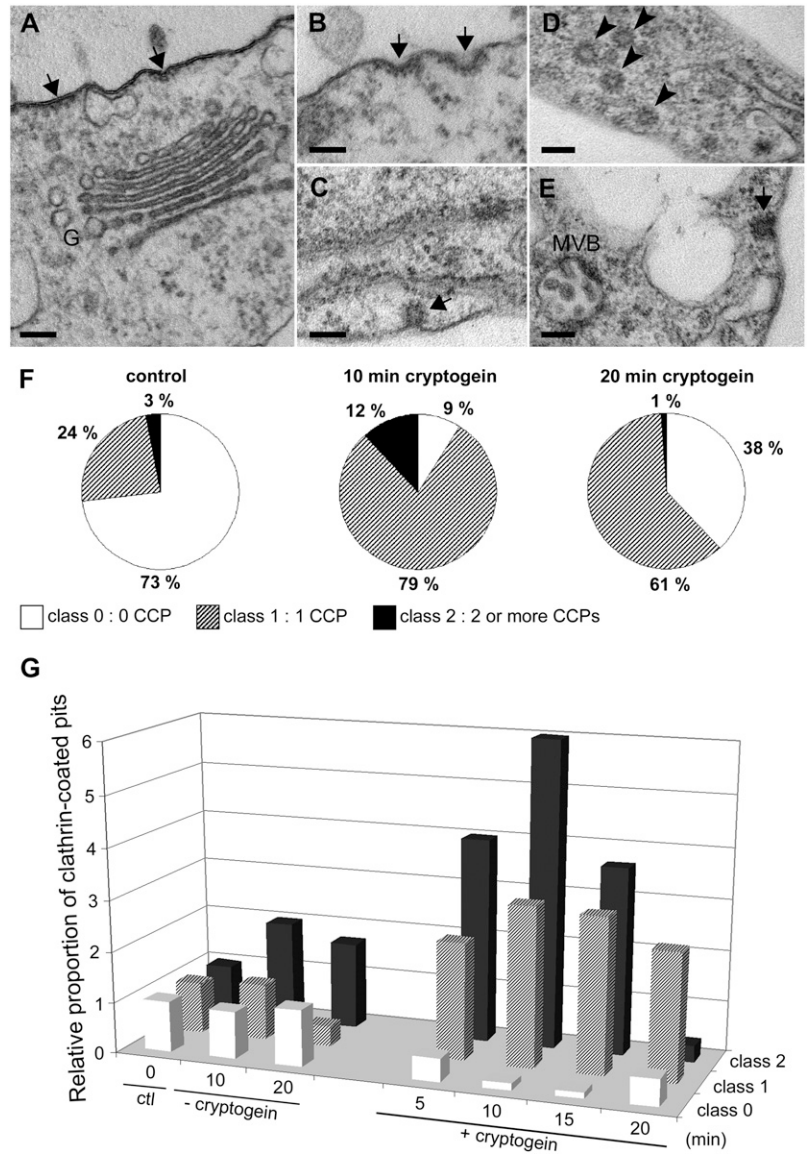 A
B
D
C
E
G
MVB
F
control
10 min cryptogein
20 min cryptogein
3 %
24 %
73 %
12 %
9 %
79 %
1 %
38 %
61 %
class 0 : 0 CCP
class 1 : 1 CCP
class 2 : 2 or more CCPs
G
Relative proportion of clathrin-coated pits
6
5
4
3
2
1
0
0
10
20
5
10
15
20
ctl
- cryptogein
+ cryptogein
(min)
class 2
class 1
class 0